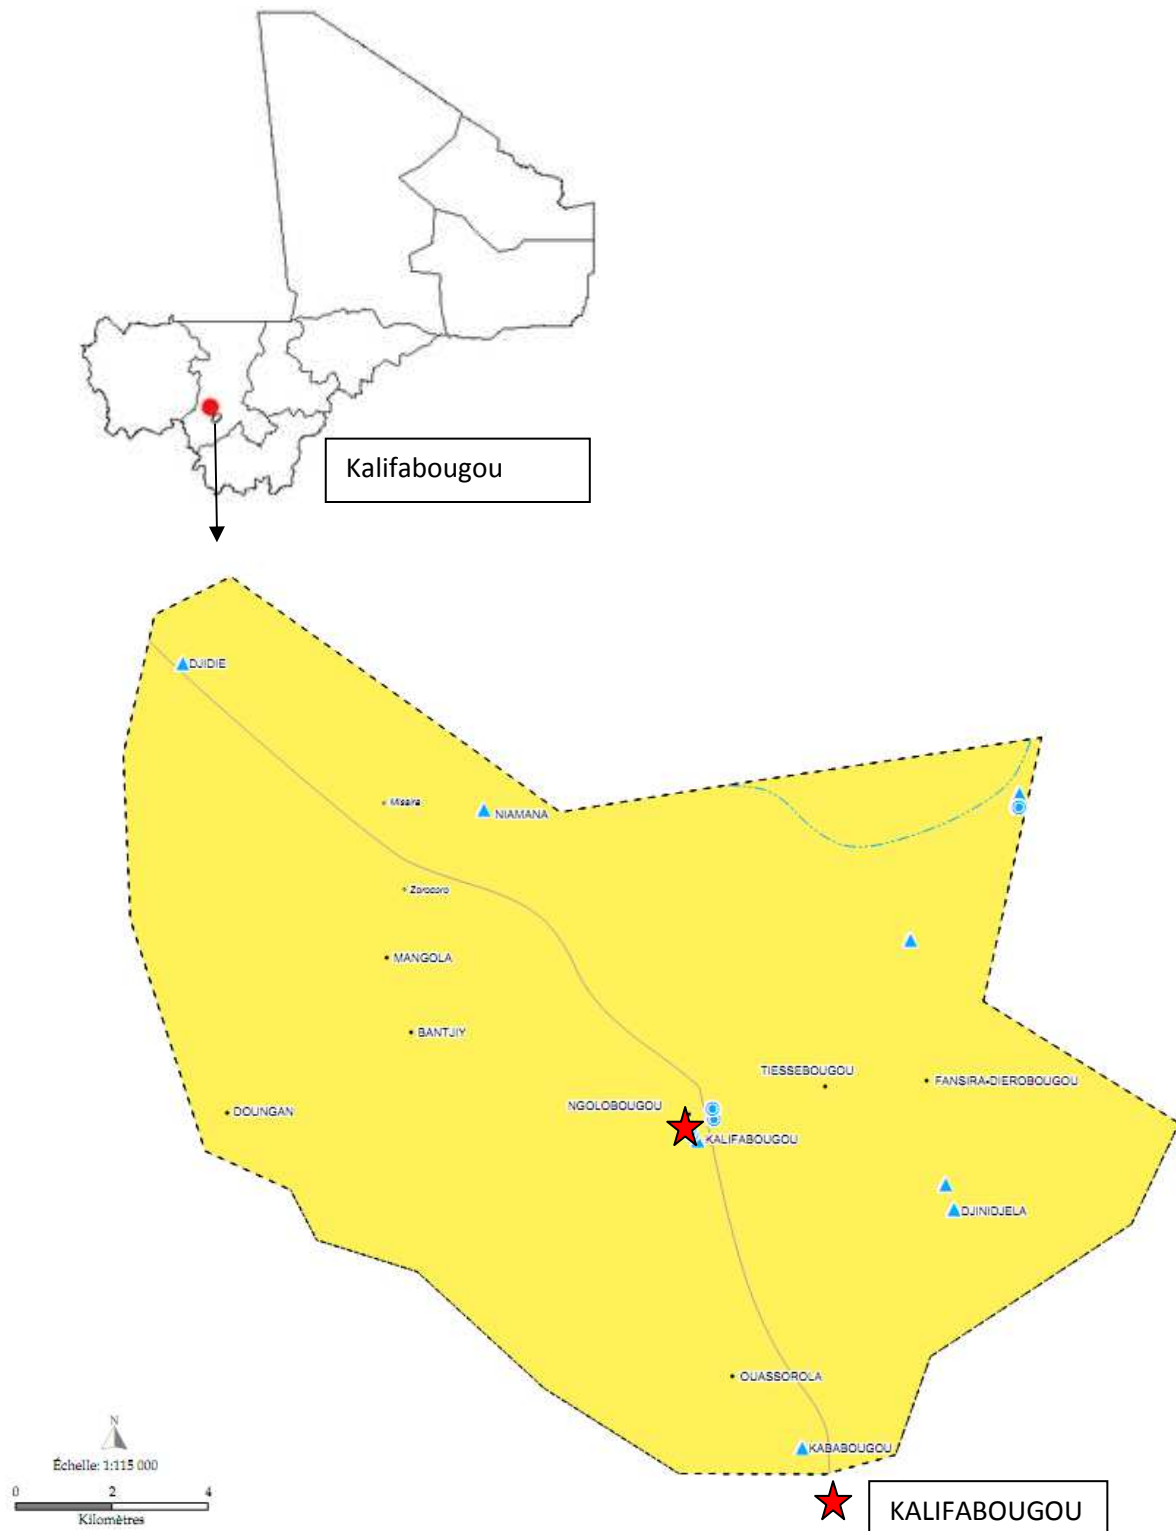 Kalifabougou
DJIDIE
Misira
NIAMANA
Zorocoro
MANGOLA
BANTJIY
TIESSEBOUGOU
FANSIRA-DIEROBOUGOU
DOUNGAN
NGOLOBOUGOU
KALIFABOUGOU
DJINIDJELA
OUASSOROLA
KABABOUGOU
N
Échelle: 1:115 000
0 2 4
Kilomètres
KALIFABOUGOU